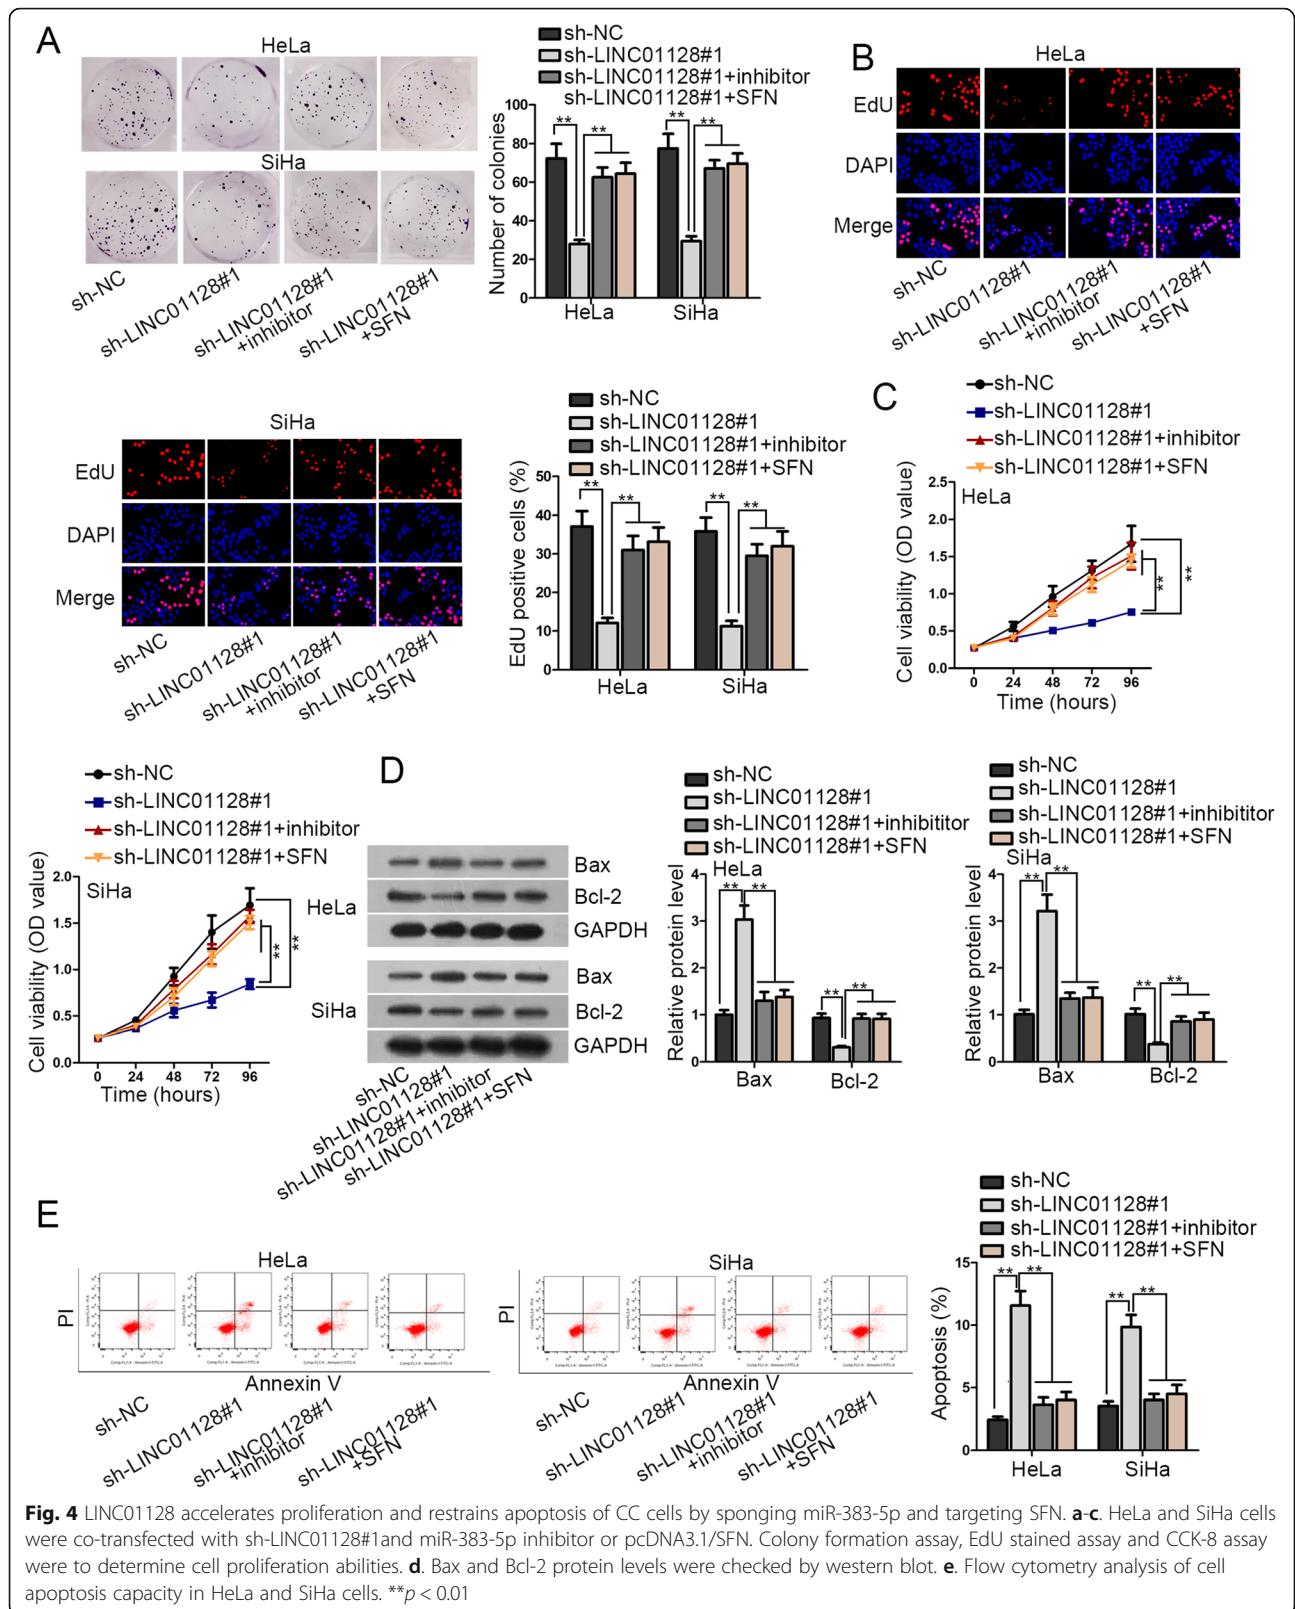 A
HeLa
SiHa
sh-NC
sh-LINC01128#1
sh-LINC01128#1
+inhibitor
sh-LINC01128#1
+SFN
sh-NC
sh-LINC01128#1
sh-LINC01128#1+inhibitor
sh-LINC01128#1+SFN
Number of colonies
100
80
60
40
20
0
** ** ** **
HeLa SiHa
B
HeLa
EdU
DAPI
Merge
sh-NC
sh-LINC01128#1
sh-LINC01128#1
+inhibitor
sh-LINC01128#1
+SFN
SiHa
EdU
DAPI
Merge
sh-NC
sh-LINC01128#1
sh-LINC01128#1
+inhibitor
sh-LINC01128#1
+SFN
sh-NC
sh-LINC01128#1
sh-LINC01128#1+inhibitor
sh-LINC01128#1+SFN
EdU positive cells (%)
50
40
30
20
10
0
** ** ** **
HeLa SiHa
C
sh-NC
sh-LINC01128#1
sh-LINC01128#1+inhibitor
sh-LINC01128#1+SFN
HeLa
Cell viability (OD value)
2.5
2.0
1.5
1.0
0.5
0.0
** **
0 24 48 72 96
Time (hours)
sh-NC
sh-LINC01128#1
sh-LINC01128#1+inhibitor
sh-LINC01128#1+SFN
SiHa
Cell viability (OD value)
2.0
1.5
1.0
0.5
0.0
** **
0 24 48 72 96
Time (hours)
D
HeLa
Bax
Bcl-2
GAPDH
SiHa
Bax
Bcl-2
GAPDH
sh-NC
sh-LINC01128#1
sh-LINC01128#1+inhibitor
sh-LINC01128#1+SFN
sh-NC
sh-LINC01128#1
sh-LINC01128#1+inhibititor
sh-LINC01128#1+SFN
HeLa
Relative protein level
4
3
2
1
0
** ** ** **
Bax Bcl-2
sh-NC
sh-LINC01128#1
sh-LINC01128#1+inhibititor
sh-LINC01128#1+SFN
SiHa
Relative protein level
4
3
2
1
0
** ** ** **
Bax Bcl-2
E
HeLa
PI
Annexin V
sh-NC
sh-LINC01128#1
sh-LINC01128#1
+inhibitor
sh-LINC01128#1
+SFN
SiHa
PI
Annexin V
sh-NC
sh-LINC01128#1
sh-LINC01128#1
+inhibitor
sh-LINC01128#1
+SFN
sh-NC
sh-LINC01128#1
sh-LINC01128#1+inhibitor
sh-LINC01128#1+SFN
Apoptosis (%)
15
10
5
0
** ** ** **
HeLa SiHa
Fig. 4 LINC01128 accelerates proliferation and restrains apoptosis of CC cells by sponging miR-383-5p and targeting SFN. a-c. HeLa and SiHa cells
were co-transfected with sh-LINC01128#1and miR-383-5p inhibitor or pcDNA3.1/SFN. Colony formation assay, EdU stained assay and CCK-8 assay
were to determine cell proliferation abilities. d. Bax and Bcl-2 protein levels were checked by western blot. e. Flow cytometry analysis of cell
apoptosis capacity in HeLa and SiHa cells. **p < 0.01